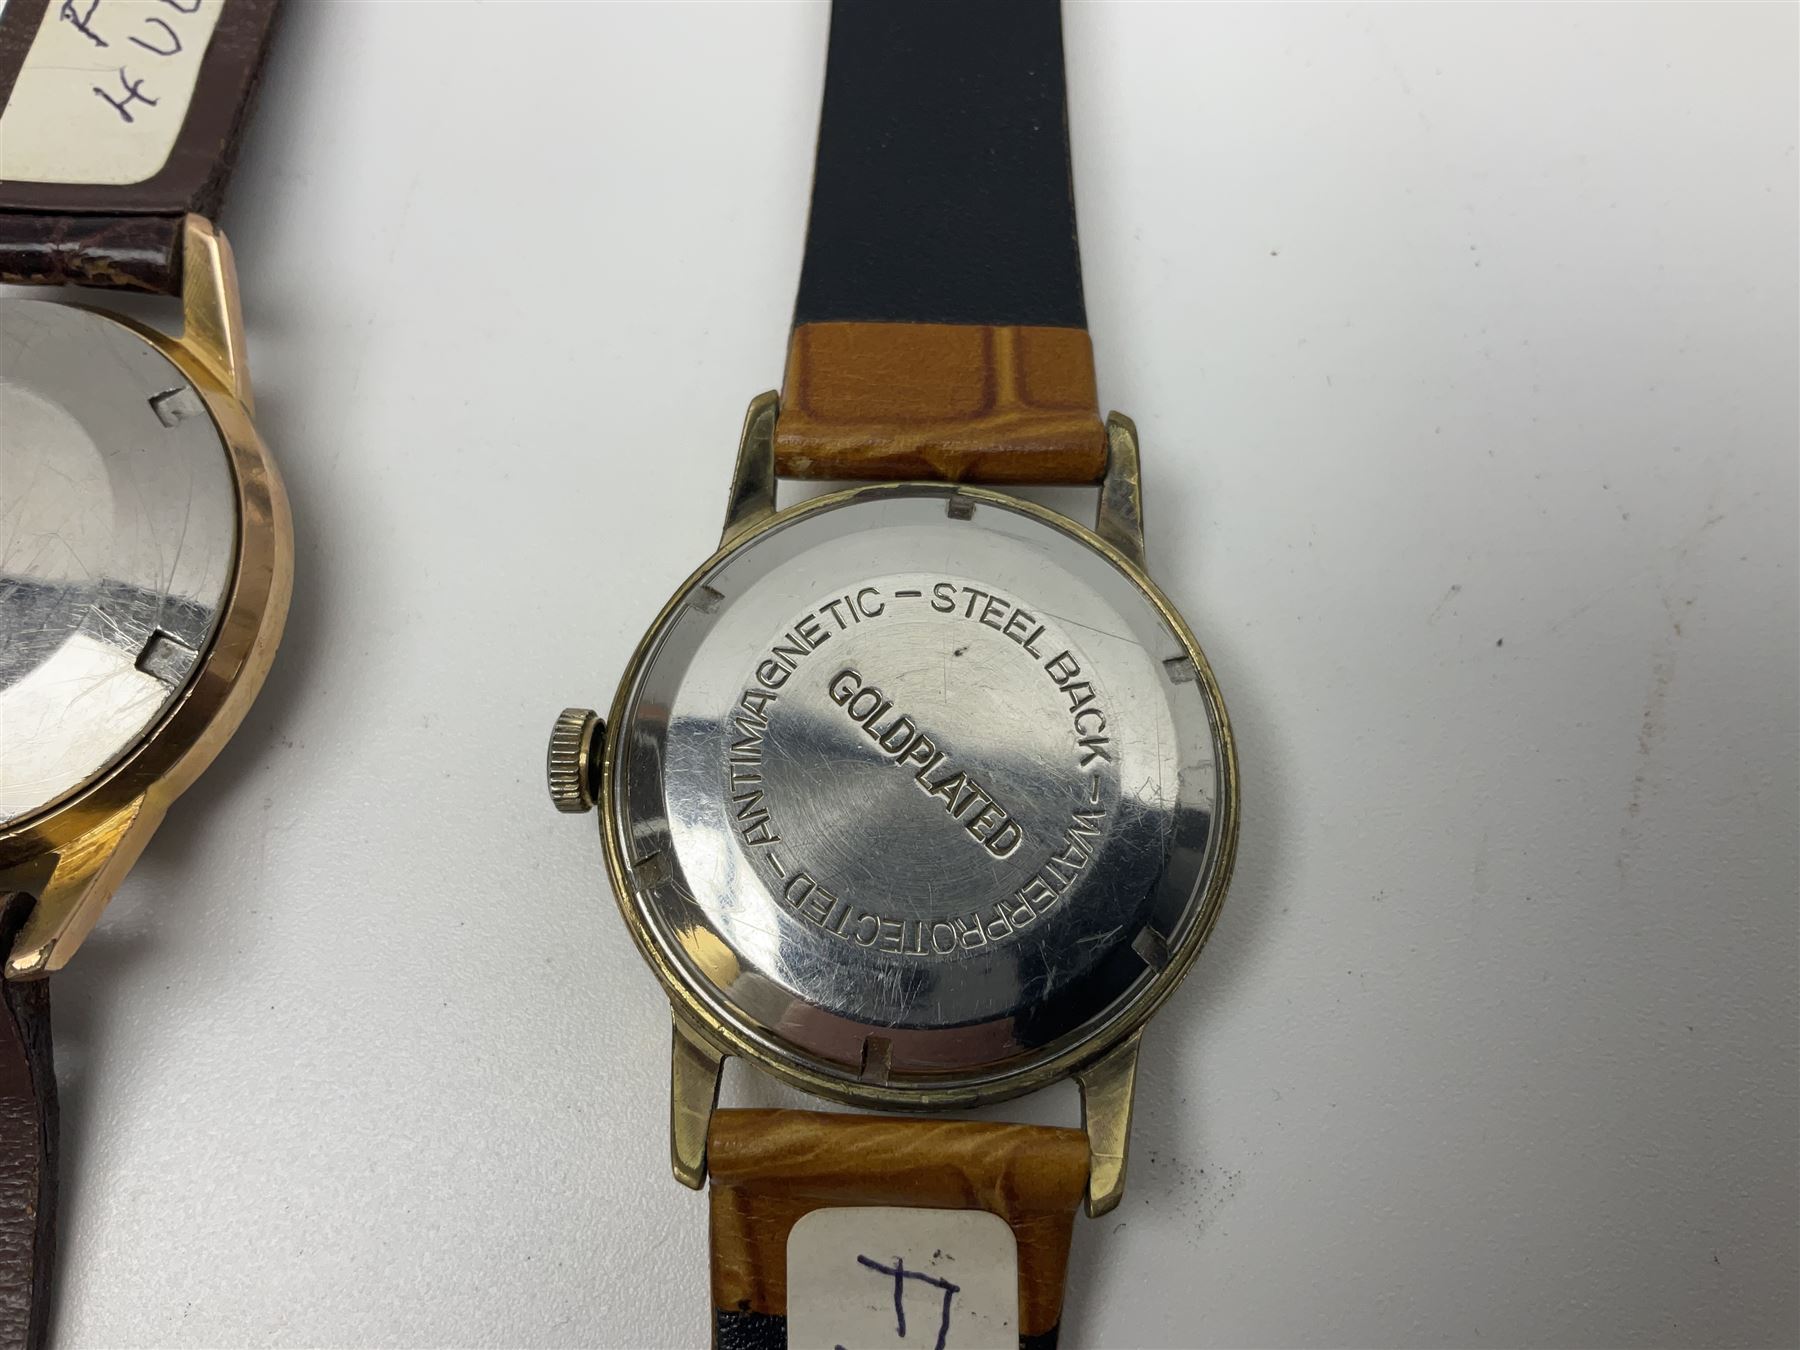 ANTIMAGNETIC – STEEL BACK – WATERPROTECTED –
GOLDPLATED